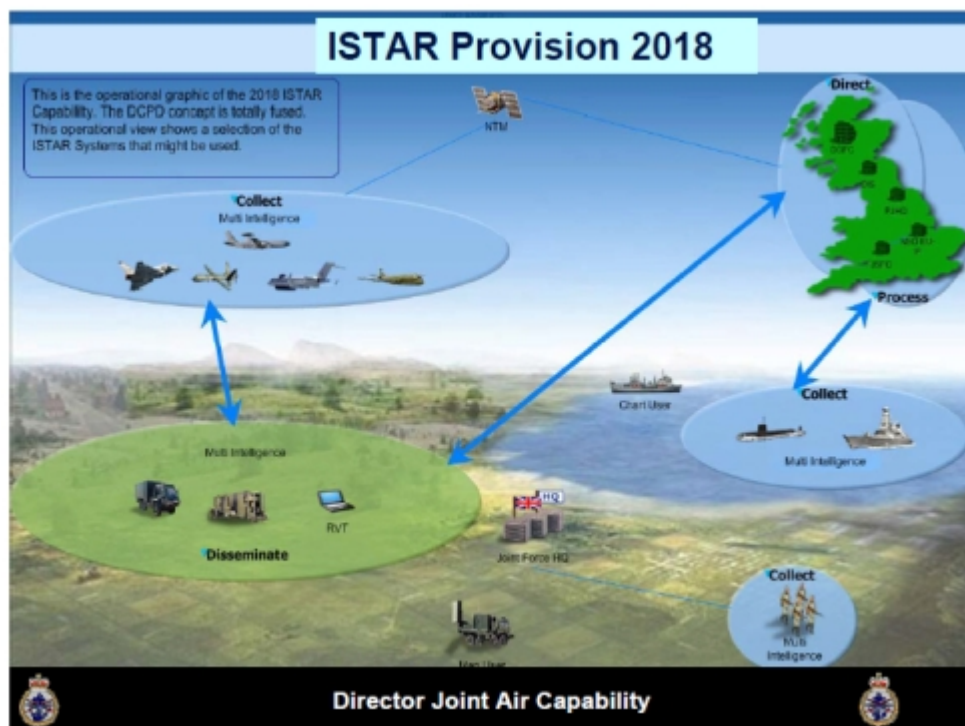 ISTAR Provision 2018
This is the operational graphic of the 2018 ISTAR
Capability. The DCPD concept is totally fused.
This operational view shows a selection of the
ISTAR Systems that might be used.
NTM
Direct
Collect
Multi Intelligence
Process
Chart User
Collect
Multi Intelligence
Multi Intelligence
RVT
Disseminate
HQ
Joint Force HQ
Collect
Multi
Intelligence
Map User
Director Joint Air Capability